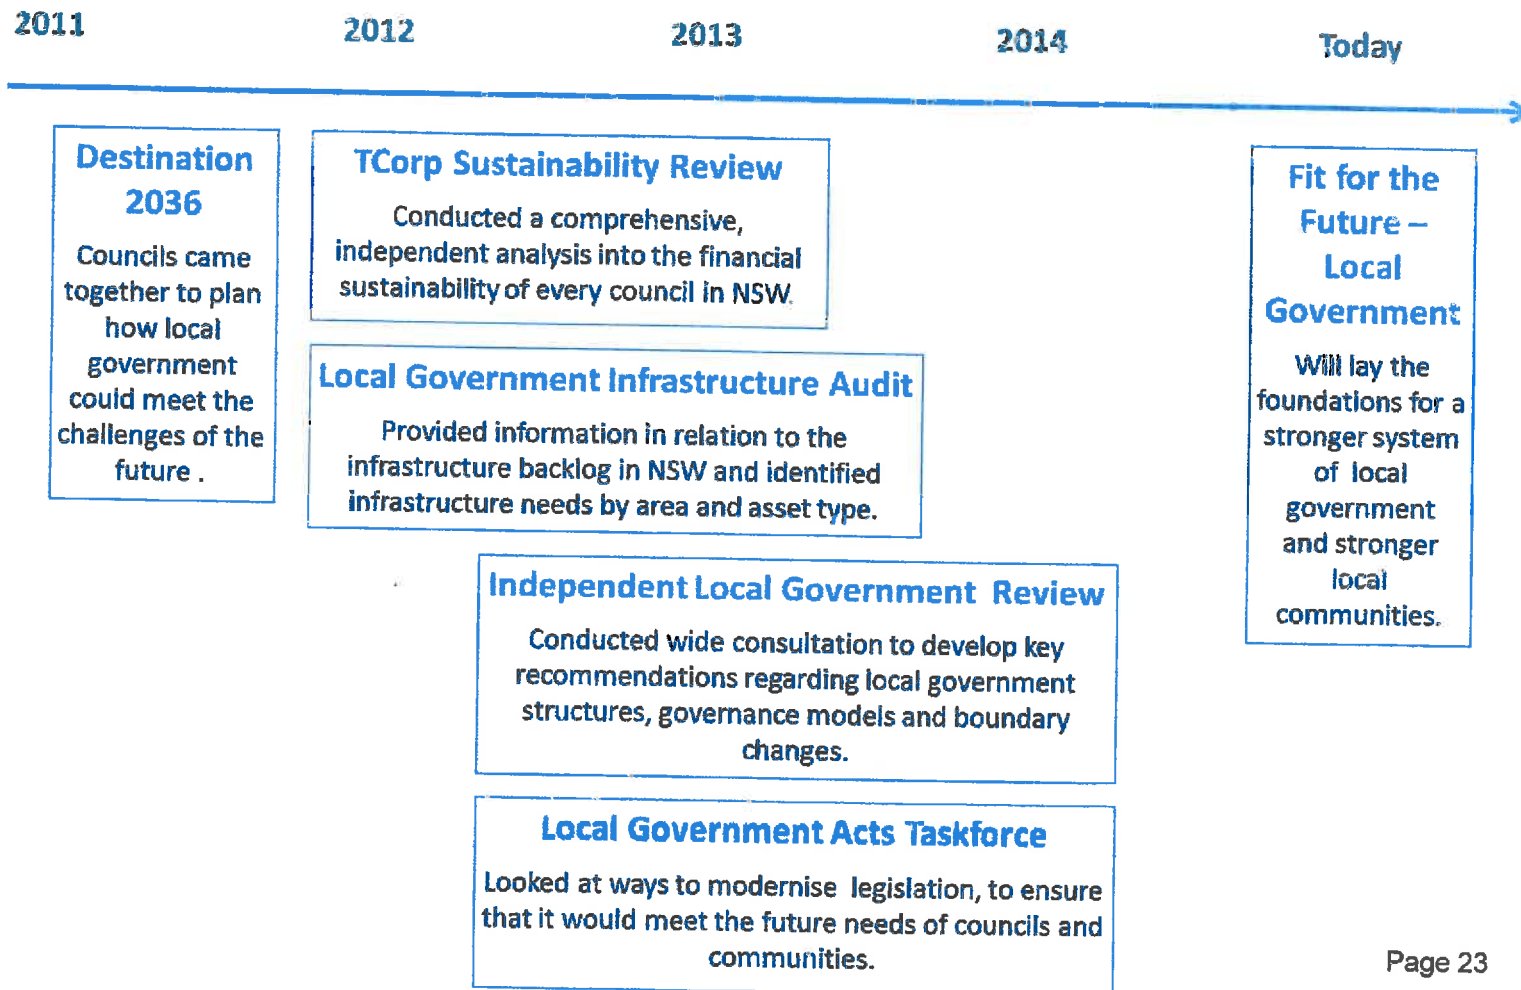 2011
2012
2013
2014
Today
Destination
2036
Councils came
together to plan
how local
government
could meet the
challenges of the
future .
TCorp Sustainability Review
Conducted a comprehensive,
independent analysis into the financial
sustainability of every council in NSW.
Local Government Infrastructure Audit
Provided information in relation to the
infrastructure backlog in NSW and identified
infrastructure needs by area and asset type.
Independent Local Government Review
Conducted wide consultation to develop key
recommendations regarding local government
structures, governance models and boundary
changes.
Local Government Acts Taskforce
Looked at ways to modernise legislation, to ensure
that it would meet the future needs of councils and
communities.
Fit for the
Future –
Local
Government
Will lay the
foundations for a
stronger system
of local
government
and stronger
local
communities.
Page 23